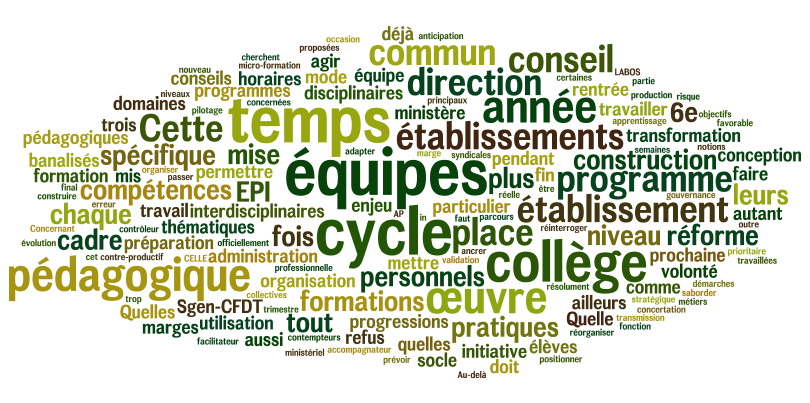 occasion
déjà
anticipation
proposées
commun
conseil
cherchent
agir
micro-formation
nouveau
conseils
horaires
mode
équipe
direction
certaines
LABOS
partie
niveaux
programmes
disciplinaires
principaux
année
rentrée
production
risque
domaines
pilotage
concernées
temps
ministère
travailler
6e
objectifs
trois
Cette
établissements
apprentissage
favorable
pédagogiques
transformation
banalisés
spécifique
mise
adapter
marge
syndicales
pendant
semaines
notions
construction
conception
formation
mis
organiser
passer
permettre
équipes
plus
fin
programme
faire
final
construire
compétences
EPI
réelle
être
gouvernance
leurs
erreur
chaque
travail
interdisciplinaires
enjeu
AP
in
faut
parcours
particulier
établissement
autant
Concernant
contrôleur
thématiques
fois
cycle
place
réinterroger
niveau
réforme
outre
évolution
cadre
préparation
officiellement
cet
contre-productif
CELLE
administration
mettre
validation
ancrer
collège
prochaine
prioritaire
travaillées
pédagogique
professionnelle
organisation
personnels
volonté
résolument
comme
démarches
trop
collectives
formations
œuvre
ailleurs
stratégique
saborder
métiers
Quelles
Sgen-CFDT
trimestre
concertation
marges
utilisation
tout
progressions
pratiques
Quelle
transmission
fonction
réorganiser
facilitateur
aussi
contempteurs
refus
quelles
initiative
élèves
ministériel
accompagnateur
prévoir
socle
doit
positionner
Au-delà